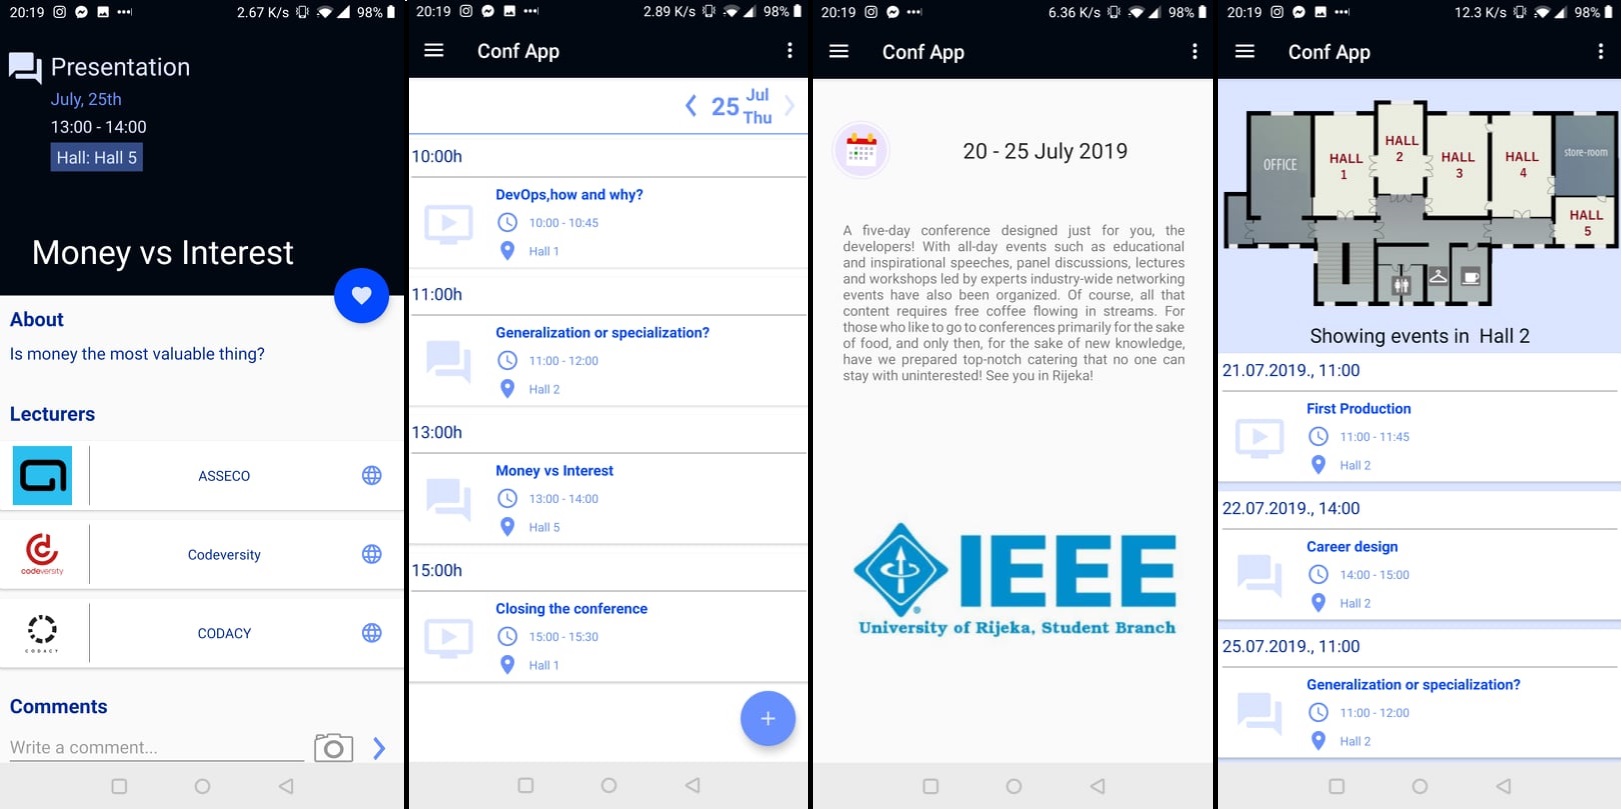 20:19 2.67 K/s 98%
Presentation
July, 25th
13:00 - 14:00
Hall: Hall 5
Money vs Interest
About
Is money the most valuable thing?
Lecturers
ASSECO
codeversity
Codeversity
CODACY
CODACY
Comments
Write a comment...
20:19 2.89 K/s 98%
Conf App
25 Jul
Thu
10:00h
DevOps,how and why?
10:00 - 10:45
Hall 1
11:00h
Generalization or specialization?
11:00 - 12:00
Hall 2
13:00h
Money vs Interest
13:00 - 14:00
Hall 5
15:00h
Closing the conference
15:00 - 15:30
Hall 1
+
20:19 6.36 K/s 98%
Conf App
20 - 25 July 2019
A five-day conference designed just for you, the
developers! With all-day events such as educational
and inspirational speeches, panel discussions, lectures
and workshops led by experts industry-wide networking
events have also been organized. Of course, all that
content requires free coffee flowing in streams. For
those who like to go to conferences primarily for the sake
of food, and only then, for the sake of new knowledge,
have we prepared top-notch catering that no one can
stay with uninterested! See you in Rijeka!
IEEE
University of Rijeka, Student Branch
20:19 12.3 K/s 98%
Conf App
OFFICE
HALL
1
HALL
2
HALL
3
HALL
4
store-room
HALL
5
Showing events in Hall 2
21.07.2019., 11:00
First Production
11:00 - 11:45
Hall 2
22.07.2019., 14:00
Career design
14:00 - 15:00
Hall 2
25.07.2019., 11:00
Generalization or specialization?
11:00 - 12:00
Hall 2